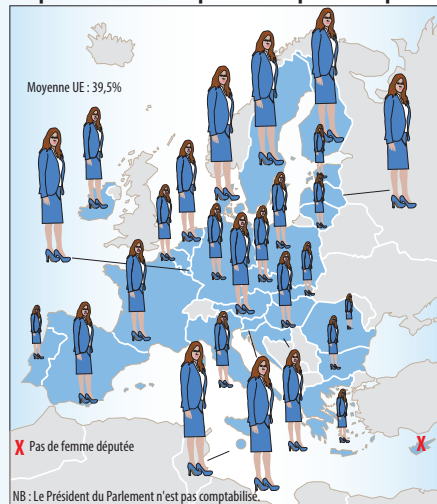 Moyenne UE : 39,5%
X Pas de femme députée
X
NB : Le Président du Parlement n'est pas comptabilisé.